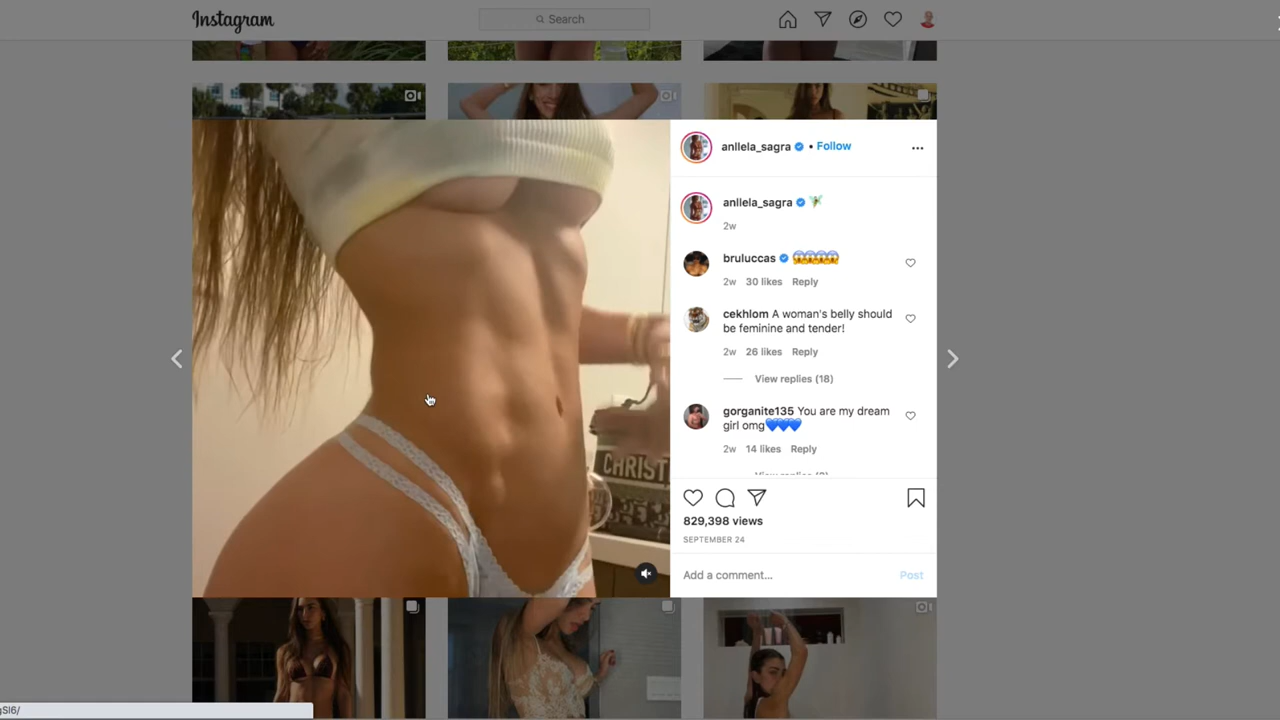 Instagram
Search
anllela_sagra • Follow
anllela_sagra
2w
bruluccas
2w 30 likes Reply
cekhlom A woman's belly should
be feminine and tender!
2w 26 likes Reply
View replies (18)
gorganite135 You are my dream
girl omg
2w 14 likes Reply
CHRIST
829,398 views
SEPTEMBER 24
Add a comment... Post